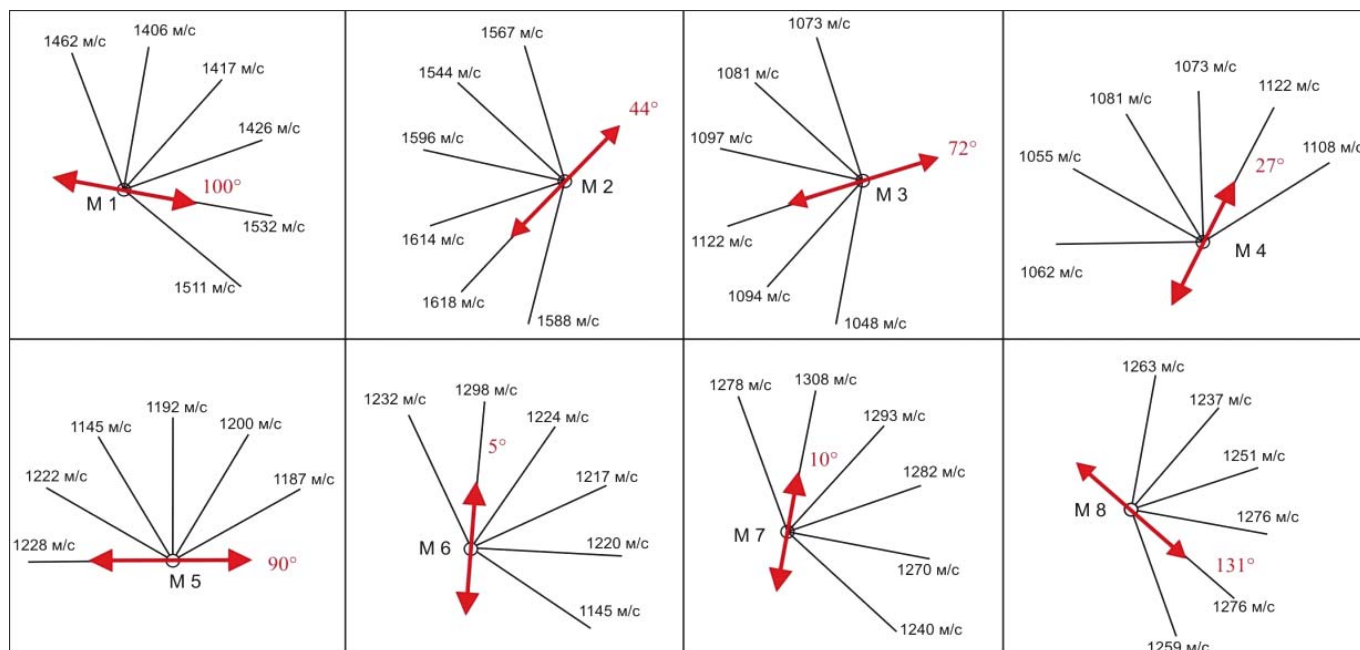 1462 м/с
1406 м/с
1417 м/с
1426 м/с
100°
М 1
1532 м/с
1511 м/с
1567 м/с
1544 м/с
1596 м/с
44°
М 2
1614 м/с
1618 м/с
1588 м/с
1073 м/с
1081 м/с
1097 м/с
72°
М 3
1122 м/с
1094 м/с
1048 м/с
1073 м/с
1122 м/с
1081 м/с
1055 м/с
1108 м/с
27°
М 4
1062 м/с
1192 м/с
1145 м/с
1200 м/с
1222 м/с
1187 м/с
1228 м/с
90°
М 5
1232 м/с
1298 м/с
1224 м/с
5°
1217 м/с
М 6
1220 м/с
1145 м/с
1278 м/с
1308 м/с
1293 м/с
10°
1282 м/с
М 7
1270 м/с
1240 м/с
1263 м/с
1237 м/с
1251 м/с
М 8
1276 м/с
131°
1276 м/с
1259 м/с